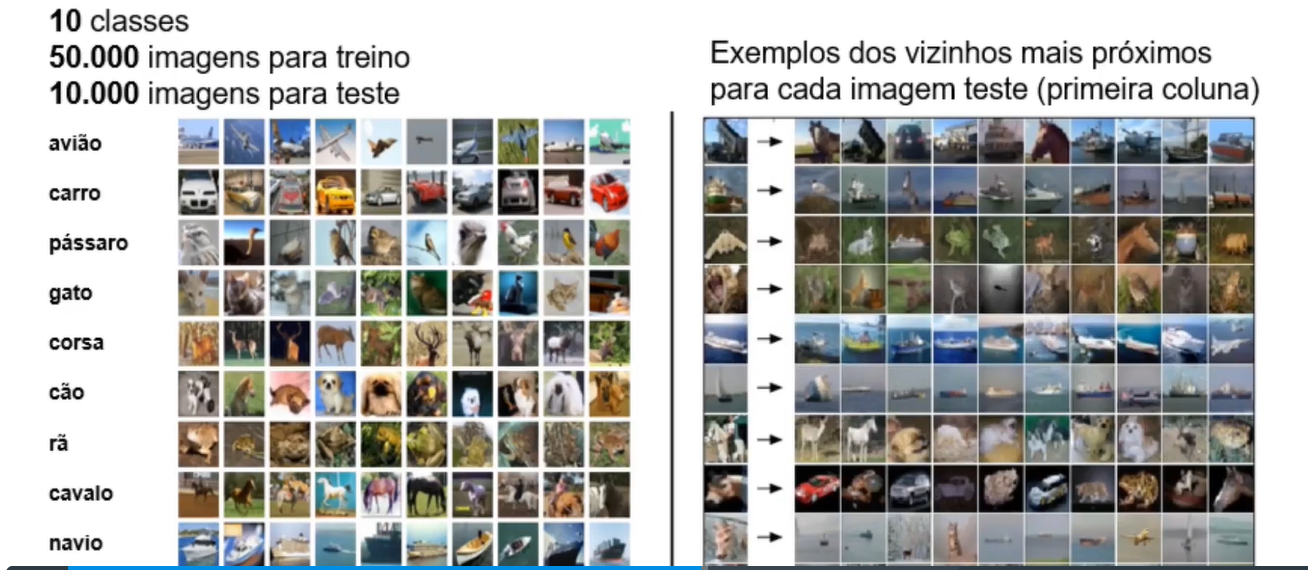 10 classes
50.000 imagens para treino
10.000 imagens para teste
avião
carro
pássaro
gato
corsa
cão
rã
cavalo
navio
Exemplos dos vizinhos mais próximos
para cada imagem teste (primeira coluna)